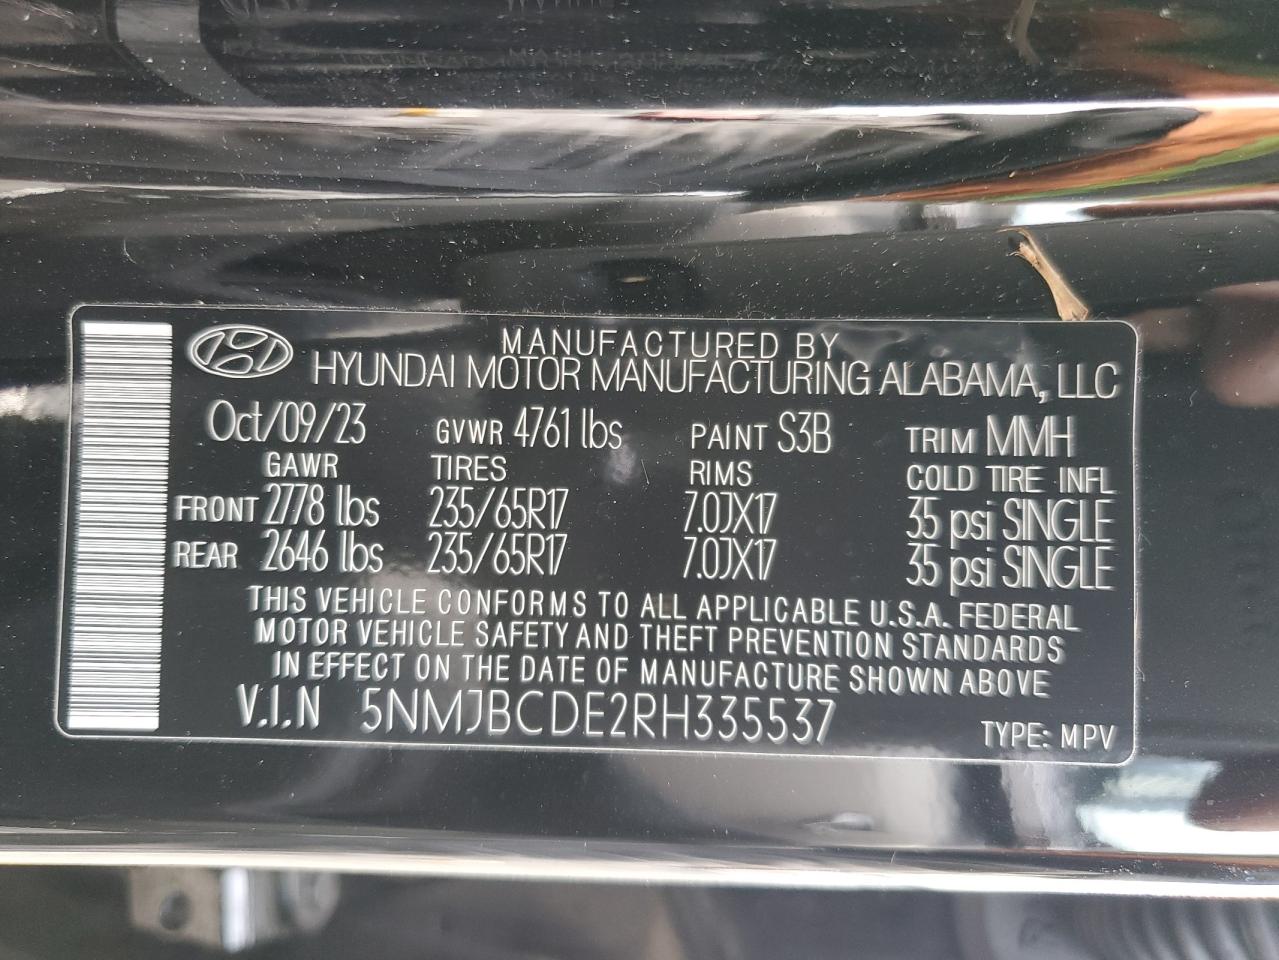 MANUFACTURED BY
HYUNDAI MOTOR MANUFACTURING ALABAMA, LLC
Oct/09/23 GVWR 4761 lbs PAINT S3B TRIM MMH
GAWR TIRES RIMS COLD TIRE INFL
FRONT 2778 lbs 235/65R17 7.0JX17 35 psi SINGLE
REAR 2646 lbs 235/65R17 7.0JX17 35 psi SINGLE
THIS VEHICLE CONFORMS TO ALL APPLICABLE U.S.A. FEDERAL
MOTOR VEHICLE SAFETY AND THEFT PREVENTION STANDARDS
IN EFFECT ON THE DATE OF MANUFACTURE SHOWN ABOVE
V.I.N 5NMJBCDE2RH335537 TYPE: MPV